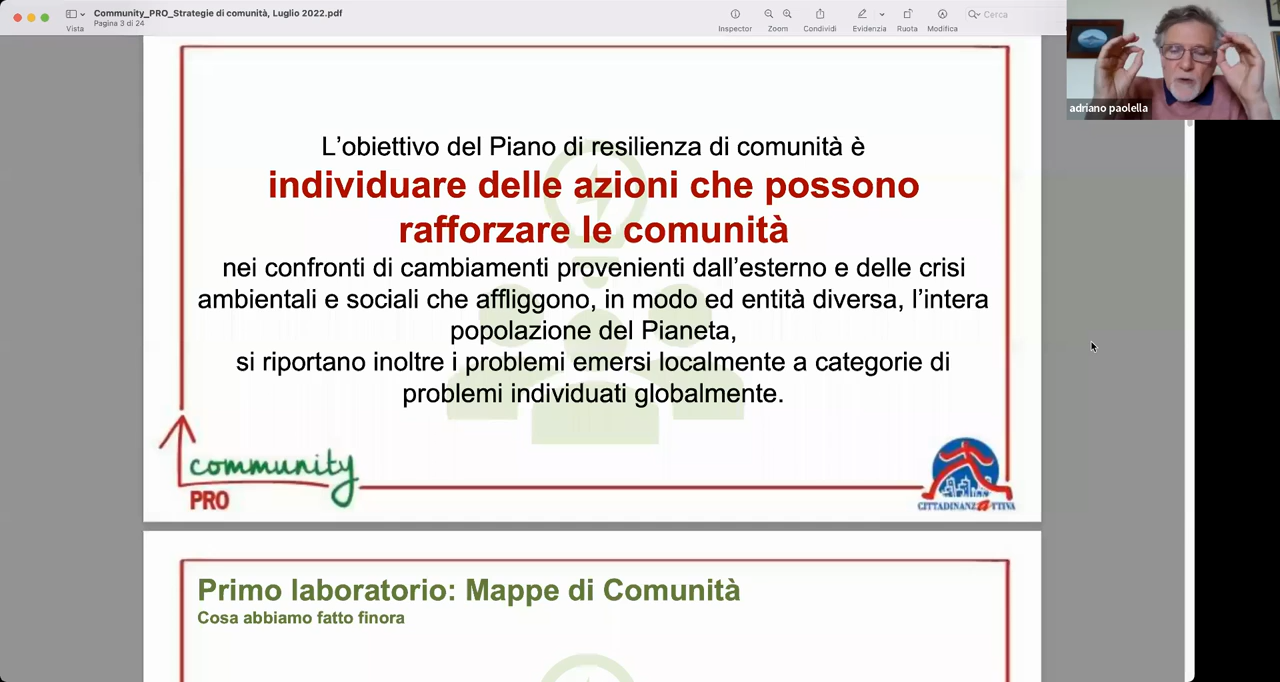 Community_PRO_Strategie di comunità, Luglio 2022.pdf
Pagina 3 di 24
Vista
Inspector
Zoom
Condividi
Evidenzia
Ruota
Modifica
Cerca
adriano paolella
L’obiettivo del Piano di resilienza di comunità è
individuare delle azioni che possono
rafforzare le comunità
nei confronti di cambiamenti provenienti dall’esterno e delle crisi
ambientali e sociali che affliggono, in modo ed entità diversa, l’intera
popolazione del Pianeta,
si riportano inoltre i problemi emersi localmente a categorie di
problemi individuati globalmente.
community
PRO
CITTADINANZATTIVA
Primo laboratorio: Mappe di Comunità
Cosa abbiamo fatto finora